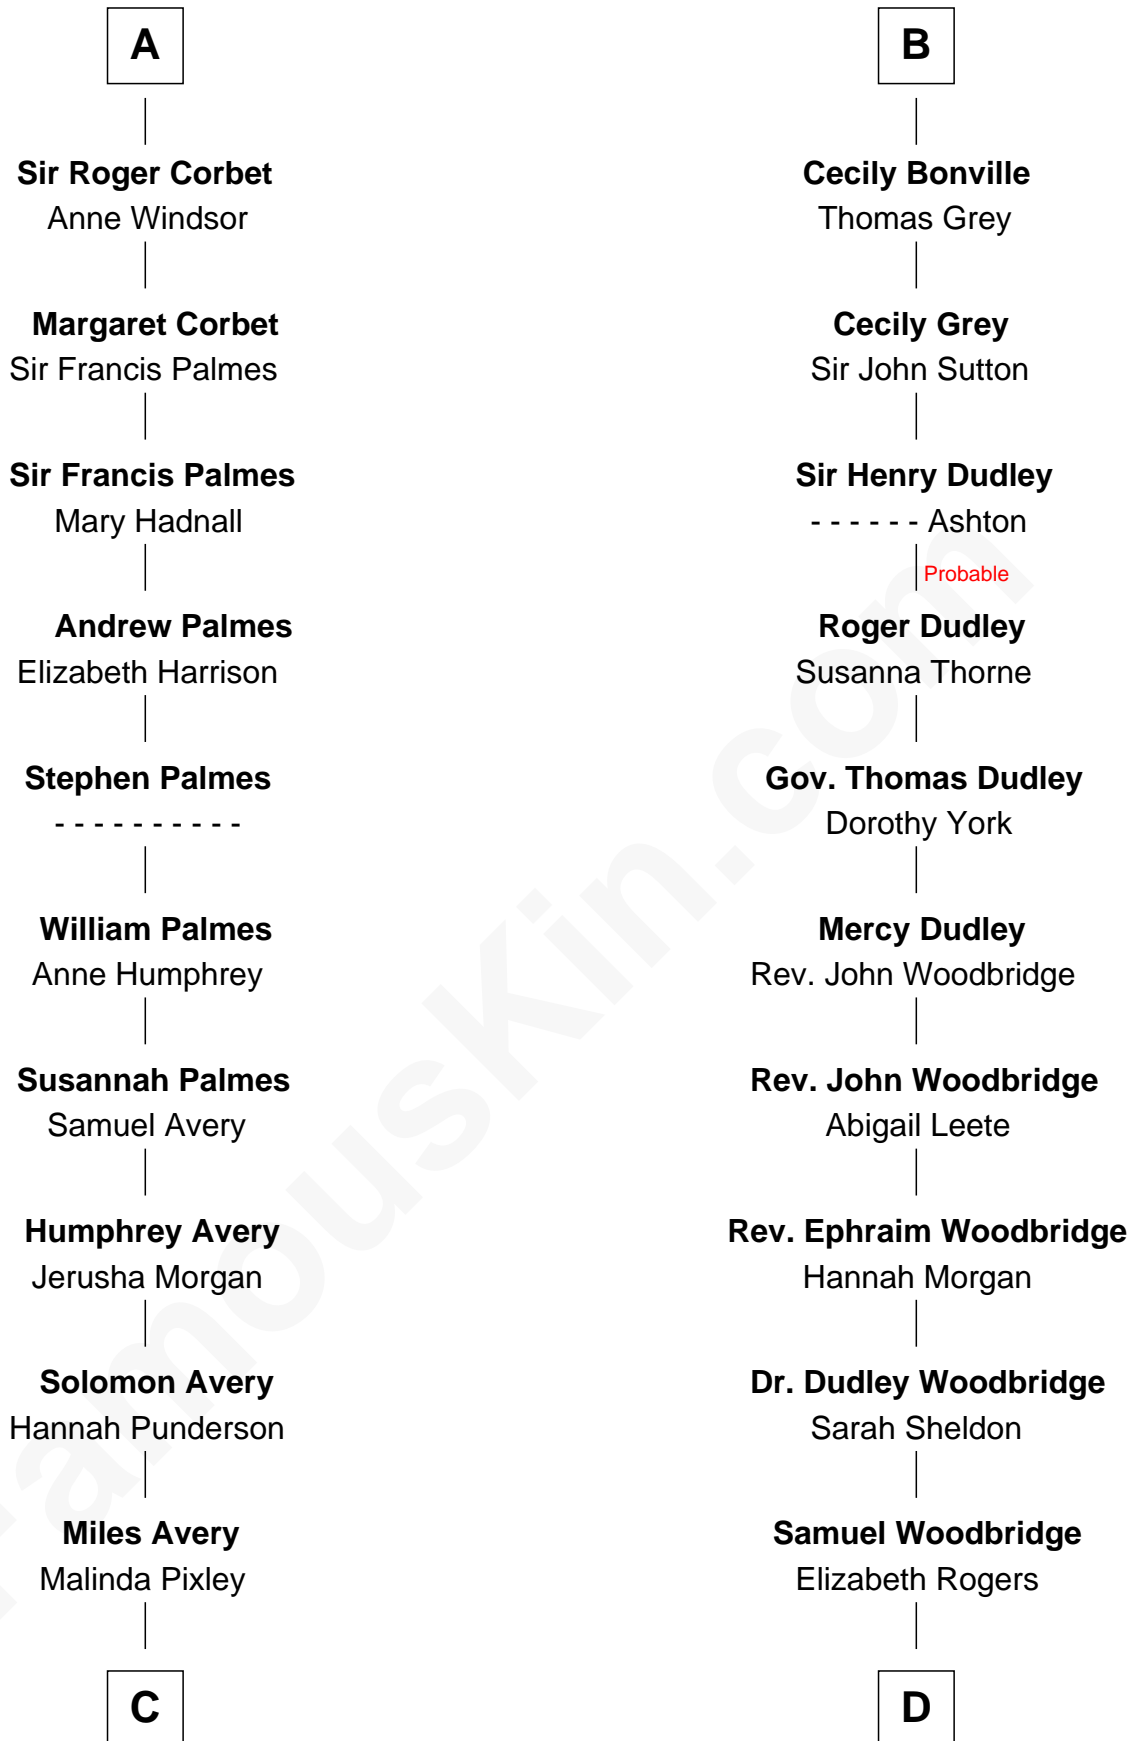 A
Sir Roger Corbet
Anne Windsor
Margaret Corbet
Sir Francis Palmes
Sir Francis Palmes
Mary Hadnall
Andrew Palmes
Elizabeth Harrison
Stephen Palmes
- - - - - - - - - -
William Palmes
Anne Humphrey
Susannah Palmes
Samuel Avery
Humphrey Avery
Jerusha Morgan
Solomon Avery
Hannah Punderson
Miles Avery
Malinda Pixley
C
B
Cecily Bonville
Thomas Grey
Cecily Grey
Sir John Sutton
Sir Henry Dudley
- - - - - - Ashton
Probable
Roger Dudley
Susanna Thorne
Gov. Thomas Dudley
Dorothy York
Mercy Dudley
Rev. John Woodbridge
Rev. John Woodbridge
Abigail Leete
Rev. Ephraim Woodbridge
Hannah Morgan
Dr. Dudley Woodbridge
Sarah Sheldon
Samuel Woodbridge
Elizabeth Rogers
D
FamousKin.com